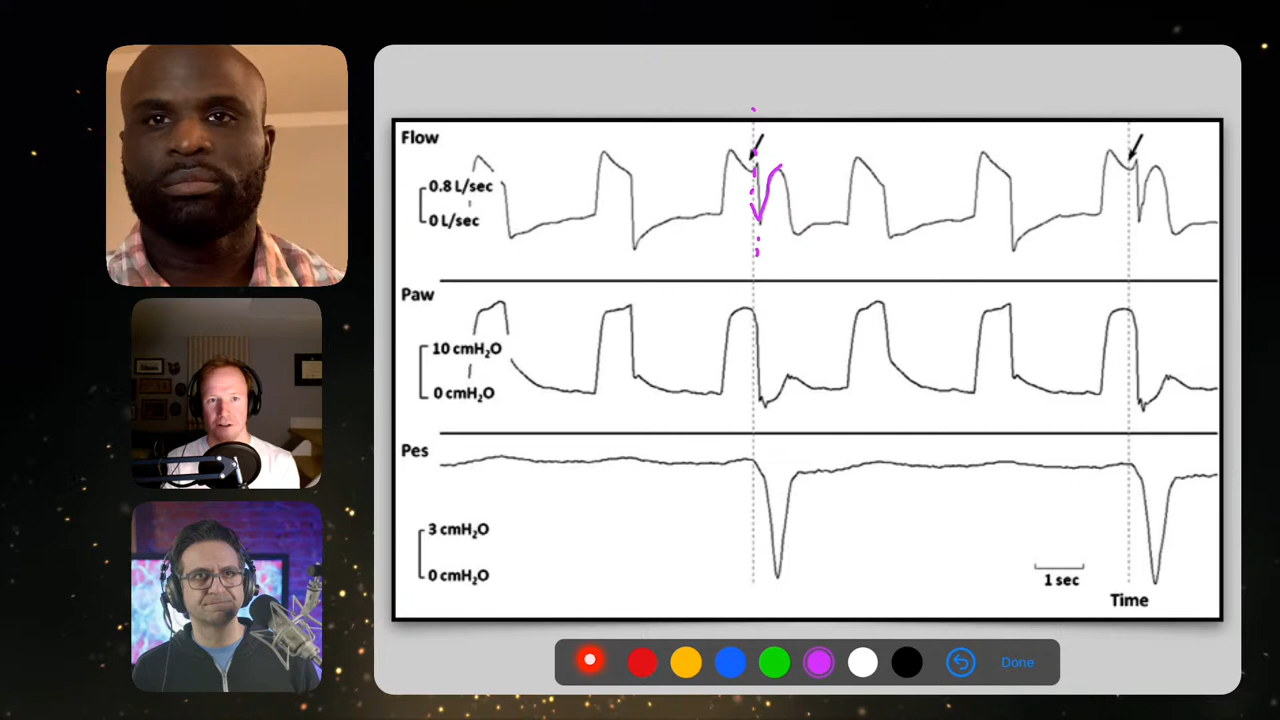 Flow
0.8 L/sec
0 L/sec
Paw
10 cmH₂O
0 cmH₂O
Pes
3 cmH₂O
0 cmH₂O
1 sec
Time
Done